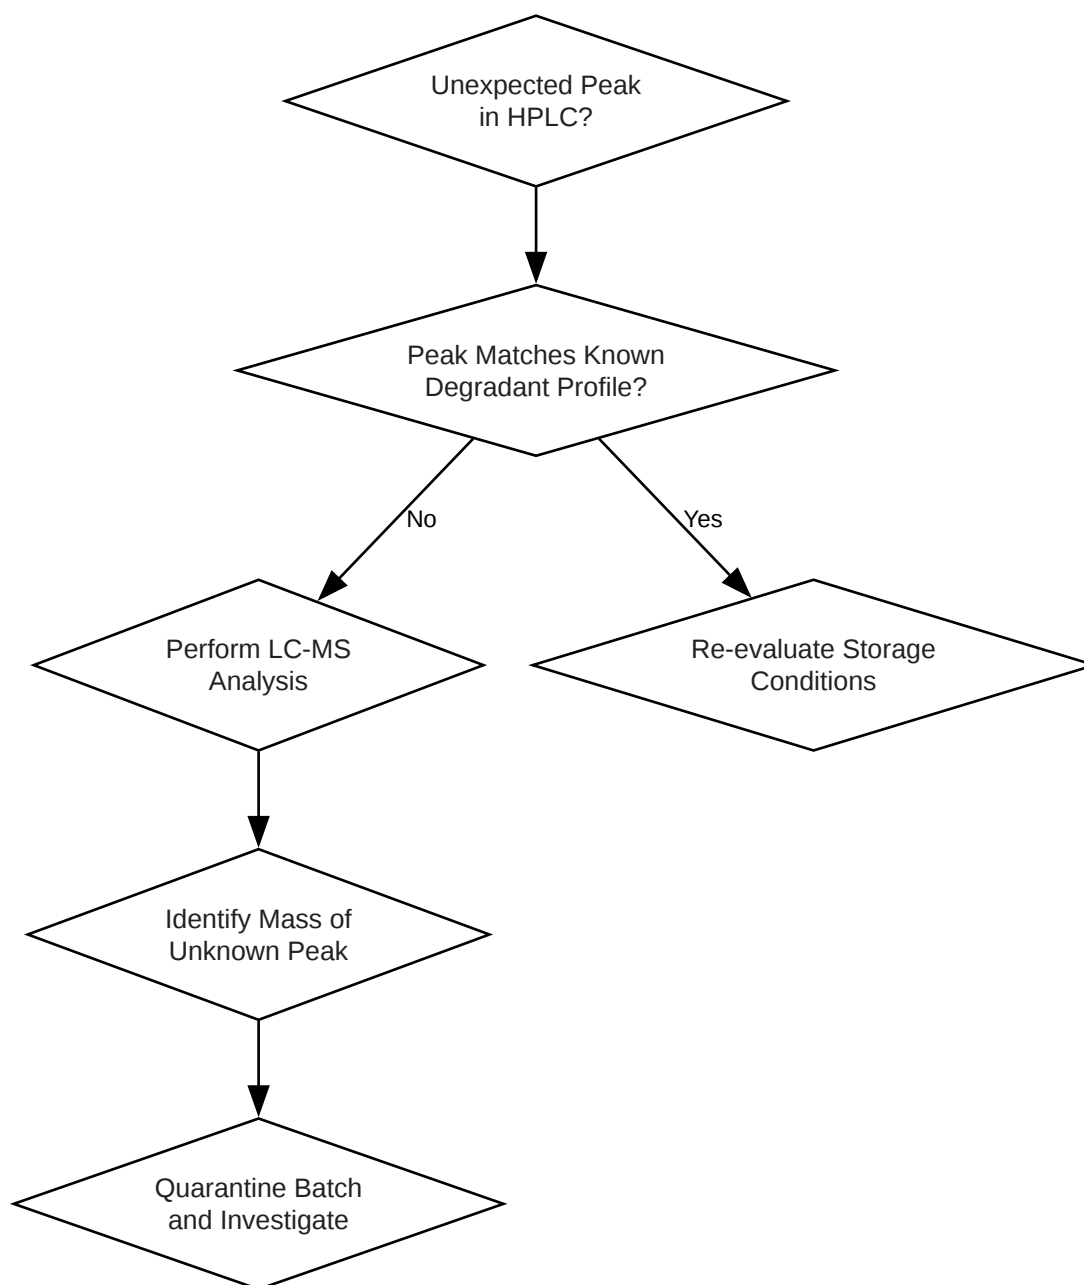 Unexpected Peak
in HPLC?
Peak Matches Known
Degradant Profile?
No
Yes
Perform LC-MS
Analysis
Re-evaluate Storage
Conditions
Identify Mass of
Unknown Peak
Quarantine Batch
and Investigate